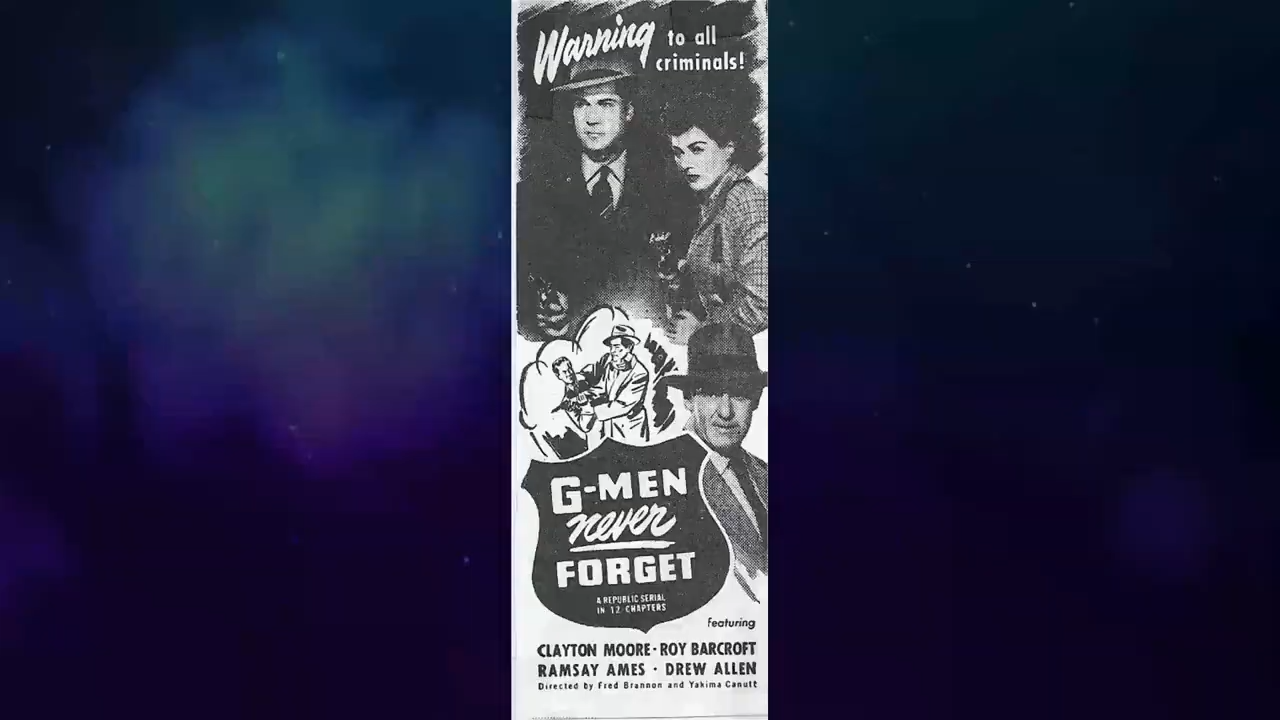 Warning to all
criminals!
G-MEN
never
FORGET
A REPUBLIC SERIAL
IN 12 CHAPTERS
featuring
CLAYTON MOORE · ROY BARCROFT
RAMSAY AMES · DREW ALLEN
Directed by Fred Brannon and Yakima Canutt